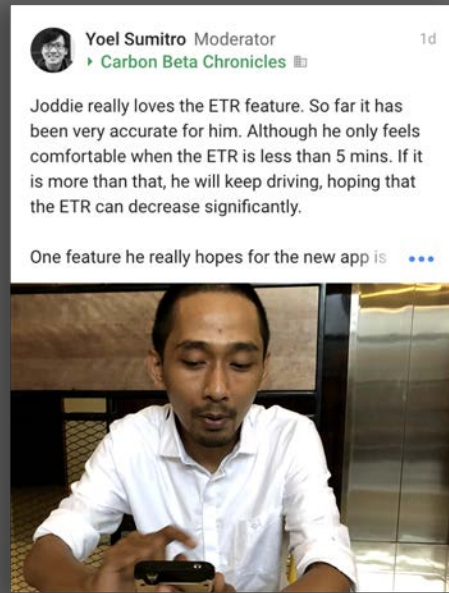 Yoel Sumitro Moderator 1d
Carbon Beta Chronicles
Joddie really loves the ETR feature. So far it has
been very accurate for him. Although he only feels
comfortable when the ETR is less than 5 mins. If it
is more than that, he will keep driving, hoping that
the ETR can decrease significantly.
One feature he really hopes for the new app is